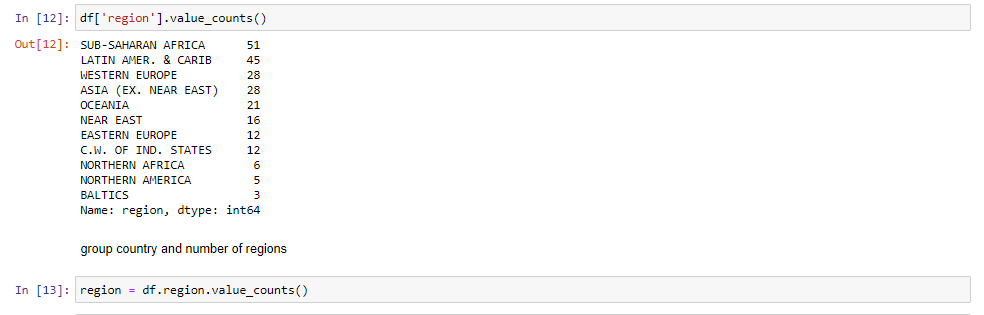 In [12]: df['region'].value_counts()
Out[12]: SUB-SAHARAN AFRICA 51
LATIN AMER. & CARIB 45
WESTERN EUROPE 28
ASIA (EX. NEAR EAST) 28
OCEANIA 21
NEAR EAST 16
EASTERN EUROPE 12
C.W. OF IND. STATES 12
NORTHERN AFRICA 6
NORTHERN AMERICA 5
BALTICS 3
Name: region, dtype: int64
group country and number of regions
In [13]: region = df.region.value_counts()